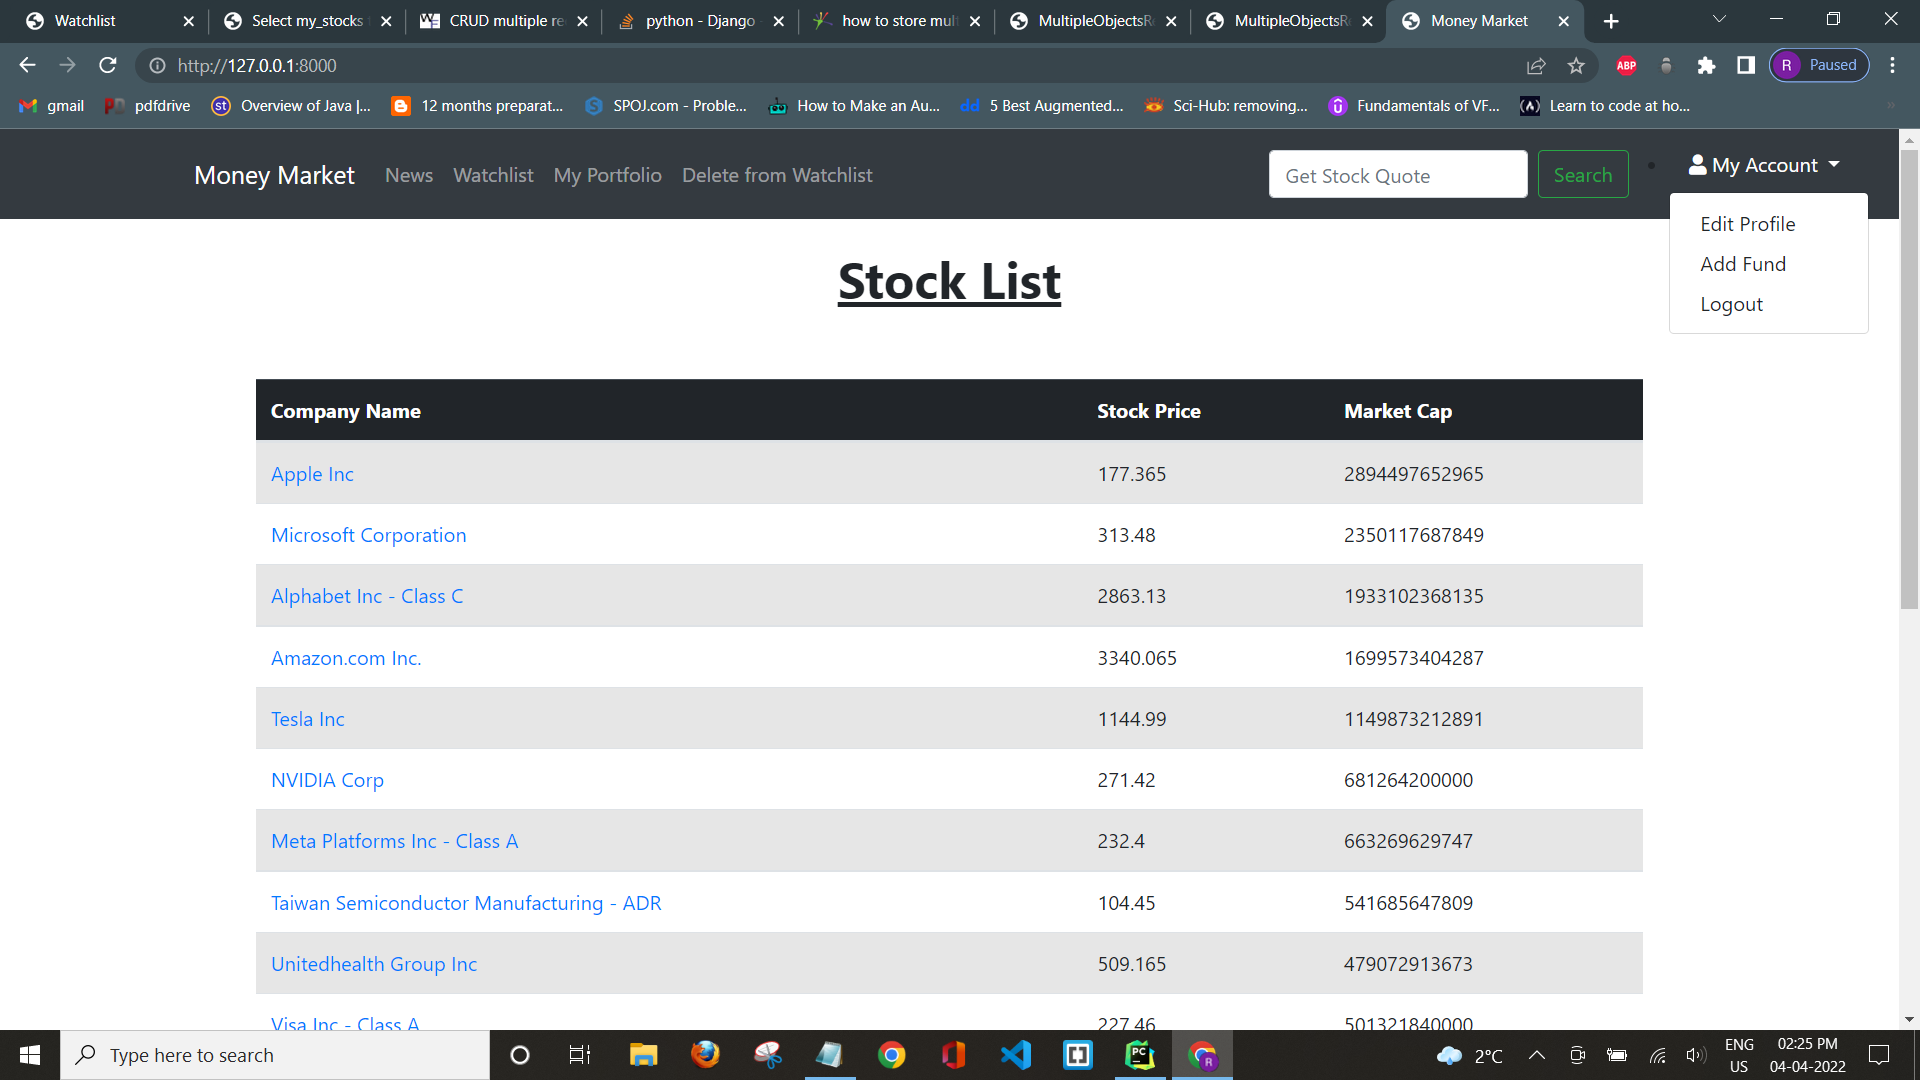 Watchlist
Select my_stocks
CRUD multiple re
python - Django
how to store mul
MultipleObjectsR
MultipleObjectsR
Money Market
http://127.0.0.1:8000
ABP
R Paused
gmail
pdfdrive
st Overview of Java |...
12 months preparat...
SPOJ.com - Proble...
How to Make an Au...
dd 5 Best Augmented...
Sci-Hub: removing...
Fundamentals of VF...
Learn to code at ho...
Money Market News Watchlist My Portfolio Delete from Watchlist Get Stock Quote Search My Account
Edit Profile
Add Fund
Logout
Stock List
Company Name Stock Price Market Cap
Apple Inc 177.365 2894497652965
Microsoft Corporation 313.48 2350117687849
Alphabet Inc - Class C 2863.13 1933102368135
Amazon.com Inc. 3340.065 1699573404287
Tesla Inc 1144.99 1149873212891
NVIDIA Corp 271.42 681264200000
Meta Platforms Inc - Class A 232.4 663269629747
Taiwan Semiconductor Manufacturing - ADR 104.45 541685647809
Unitedhealth Group Inc 509.165 479072913673
Visa Inc - Class A 227.46 501321840000
Type here to search
PC
R
2°C
ENG
US
02:25 PM
04-04-2022